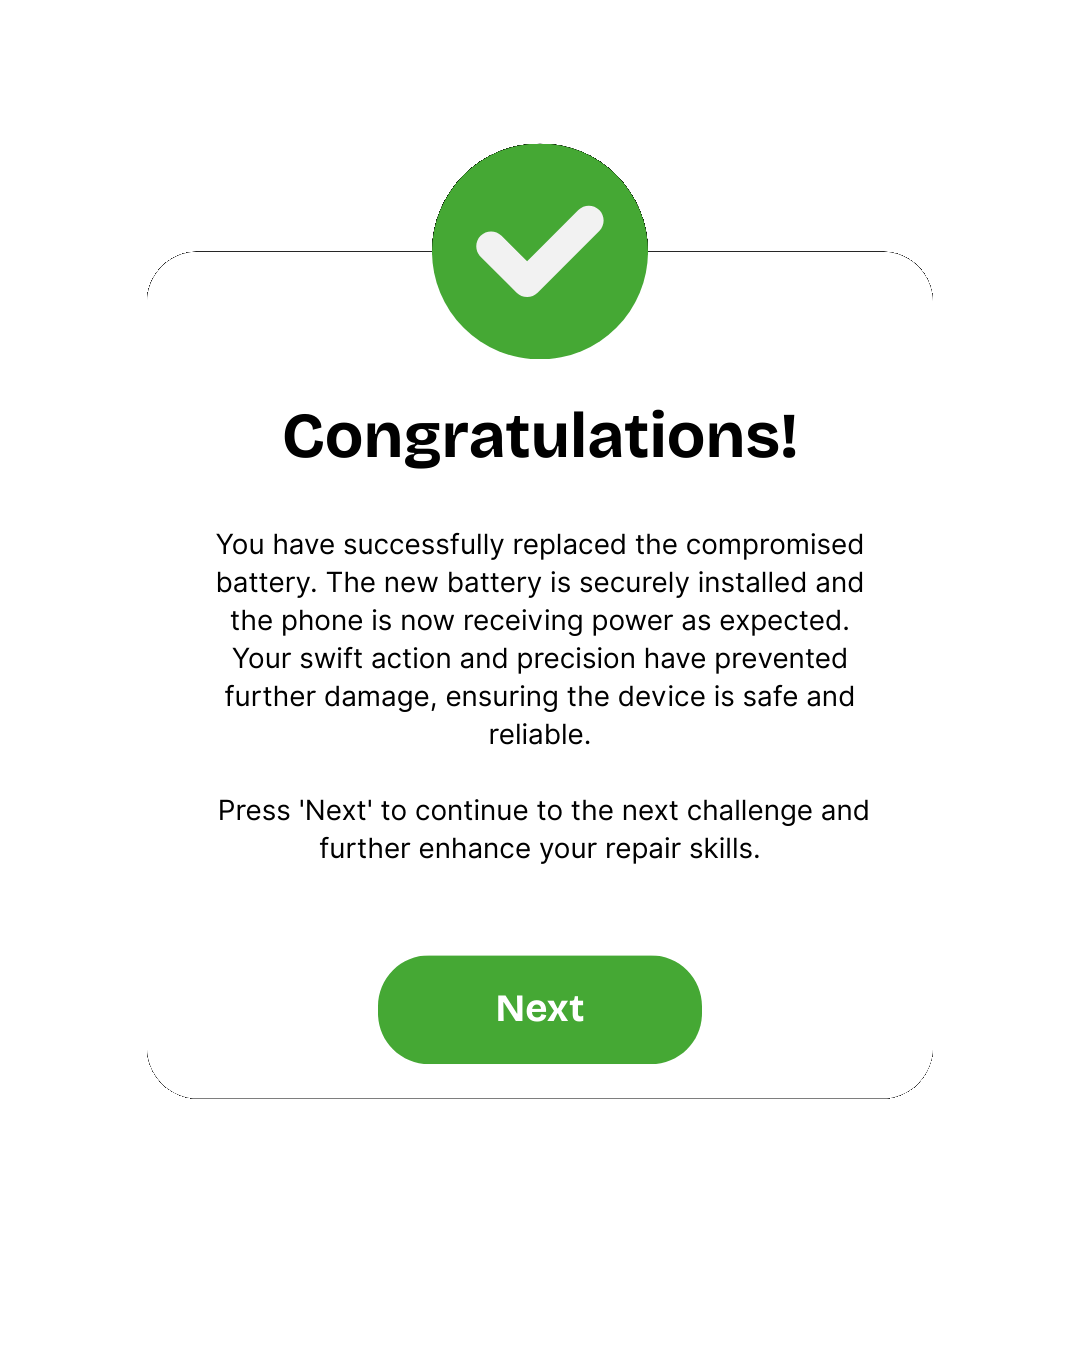 Congratulations!
You have successfully replaced the compromised
battery. The new battery is securely installed and
the phone is now receiving power as expected.
Your swift action and precision have prevented
further damage, ensuring the device is safe and
reliable.
Press 'Next' to continue to the next challenge and
further enhance your repair skills.
Next